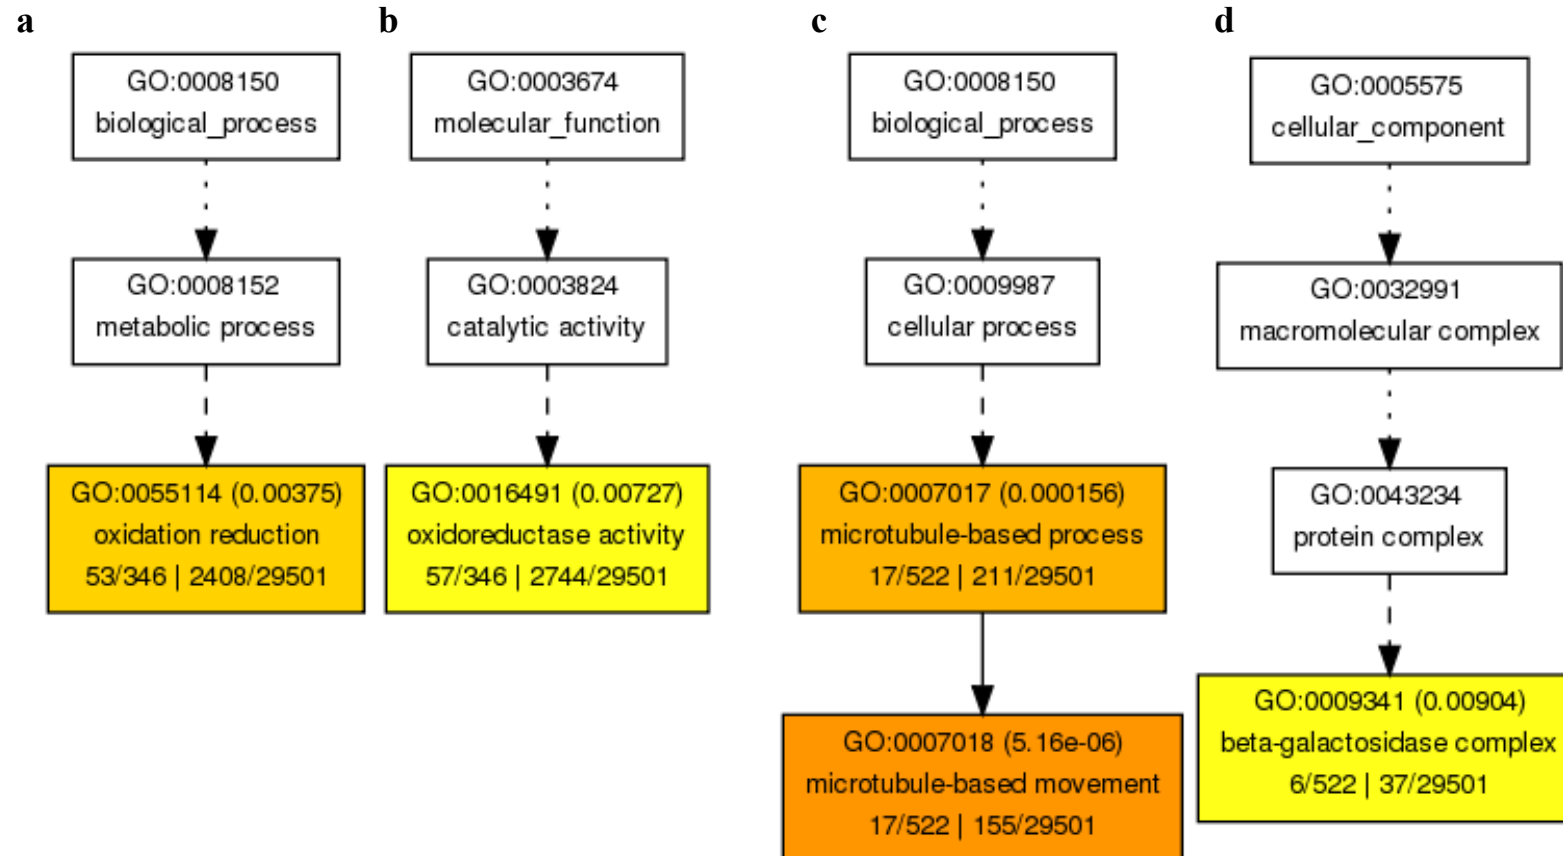 a
GO:0008150
biological_process
GO:0008152
metabolic process
GO:0055114 (0.00375)
oxidation reduction
53/346 | 2408/29501
b
GO:0003674
molecular_function
GO:0003824
catalytic activity
GO:0016491 (0.00727)
oxidoreductase activity
57/346 | 2744/29501
c
GO:0008150
biological_process
GO:0009987
cellular process
GO:0007017 (0.000156)
microtubule-based process
17/522 | 211/29501
GO:0007018 (5.16e-06)
microtubule-based movement
17/522 | 155/29501
d
GO:0005575
cellular_component
GO:0032991
macromolecular complex
GO:0043234
protein complex
GO:0009341 (0.00904)
beta-galactosidase complex
6/522 | 37/29501